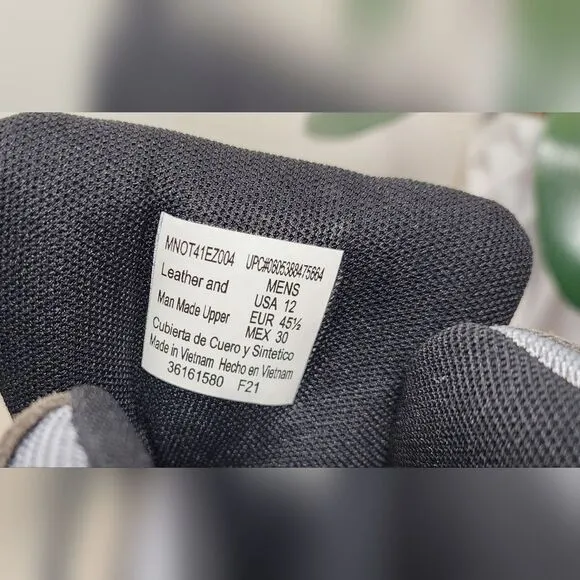 MNOT41EZ004 UPC#0605388475664
Leather and MENS
Man Made Upper USA 12
EUR 45½
MEX 30
Cubierta de Cuero y Sintetico
Made in Vietnam Hecho en Vietnam
36161580 F21